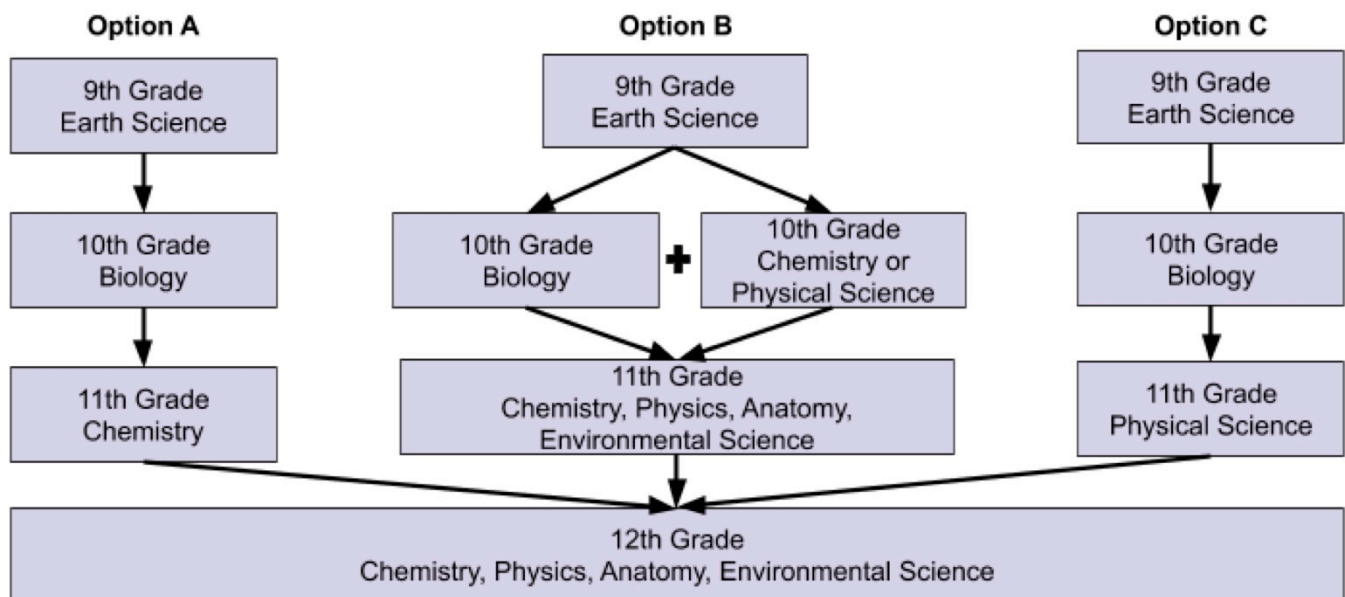 Option A
Option B
Option C
9th Grade
Earth Science
9th Grade
Earth Science
9th Grade
Earth Science
10th Grade
Biology
10th Grade
Biology
10th Grade
Chemistry or
Physical Science
10th Grade
Biology
11th Grade
Chemistry
11th Grade
Chemistry, Physics, Anatomy,
Environmental Science
11th Grade
Physical Science
12th Grade
Chemistry, Physics, Anatomy, Environmental Science